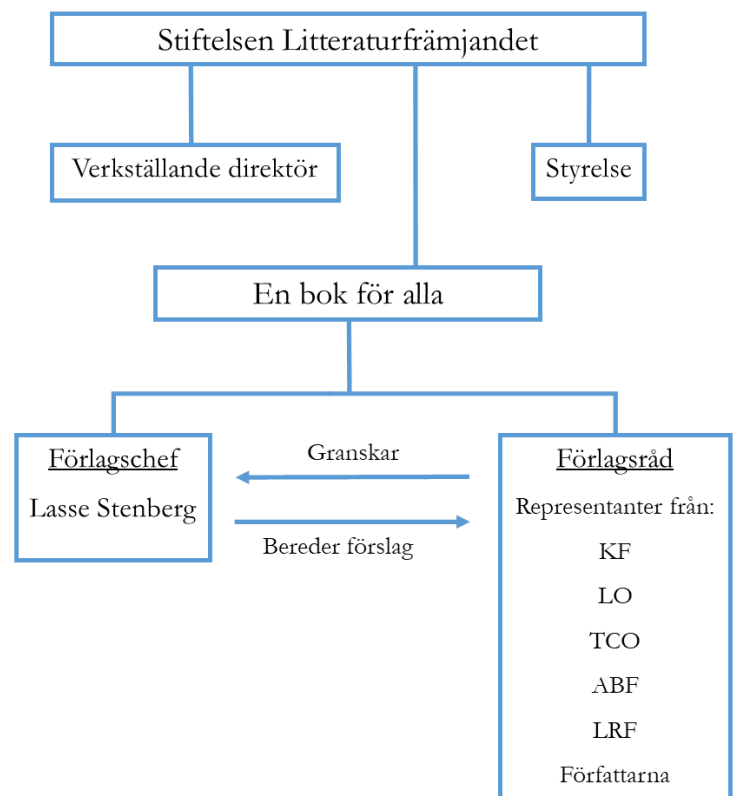 Stiftelsen Litteraturfrämjandet
Verkställande direktör
Styrelse
En bok för alla
Förlagschef
Lasse Stenberg
Granskar
Bereder förslag
Förlagsråd
Representanter från:
KF
LO
TCO
ABF
LRF
Författarna